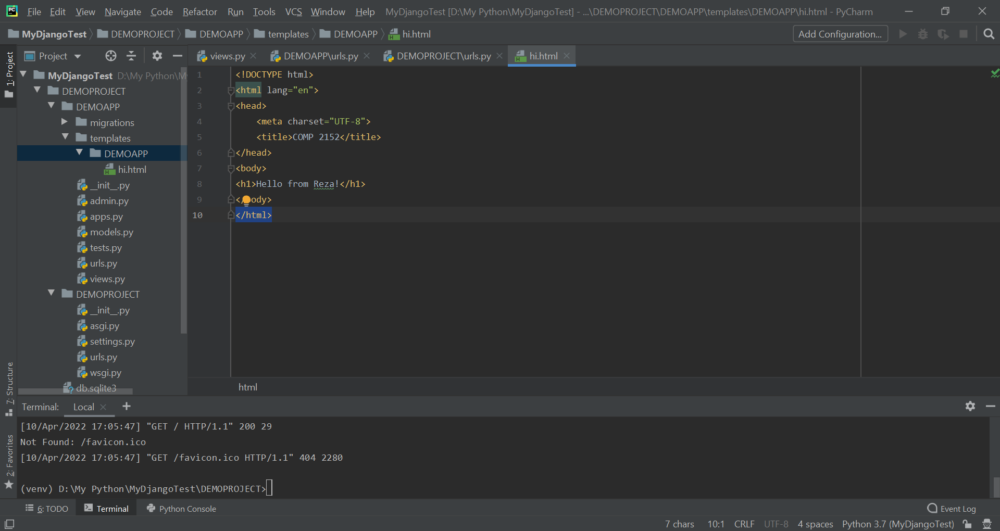 PC File Edit View Navigate Code Refactor Run Tools VCS Window Help MyDjangoTest [D:\My Python\MyDjangoTest] - ...\DEMOPROJECT\DEMOAPP\templates\DEMOAPP\hi.html - PyCharm
MyDjangoTest DEMOPROJECT DEMOAPP templates DEMOAPP hi.html Add Configuration...
1: Project
Project
views.py DEMOAPP\urls.py DEMOPROJECT\urls.py hi.html
MyDjangoTest D:\My Python\M
DEMOPROJECT
DEMOAPP
migrations
templates
DEMOAPP
hi.html
__init__.py
admin.py
apps.py
models.py
tests.py
urls.py
views.py
DEMOPROJECT
__init__.py
asgi.py
settings.py
urls.py
wsgi.py
db.sqlite3
1 <!DOCTYPE html>
2 <html lang="en">
3 <head>
4 <meta charset="UTF-8">
5 <title>COMP 2152</title>
6 </head>
7 <body>
8 <h1>Hello from Reza!</h1>
9 </ ody>
10 </html>
html
7: Structure
2: Favorites
Terminal: Local
[10/Apr/2022 17:05:47] "GET / HTTP/1.1" 200 29
Not Found: /favicon.ico
[10/Apr/2022 17:05:47] "GET /favicon.ico HTTP/1.1" 404 2280
(venv) D:\My Python\MyDjangoTest\DEMOPROJECT>
6: TODO Terminal Python Console Event Log
7 chars 10:1 CRLF UTF-8 4 spaces Python 3.7 (MyDjangoTest)